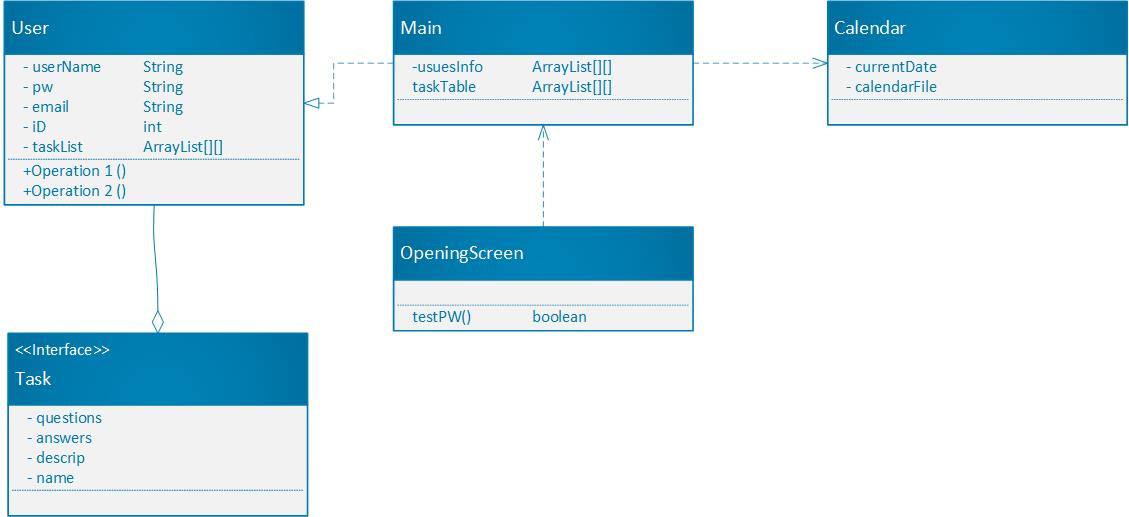 User
- userName String
- pw String
- email String
- iD int
- taskList ArrayList[][]
+Operation 1 ()
+Operation 2 ()
Main
-usuesInfo ArrayList[][]
taskTable ArrayList[][]
Calendar
- currentDate
- calendarFile
OpeningScreen
testPW() boolean
<<Interface>>
Task
- questions
- answers
- descrip
- name